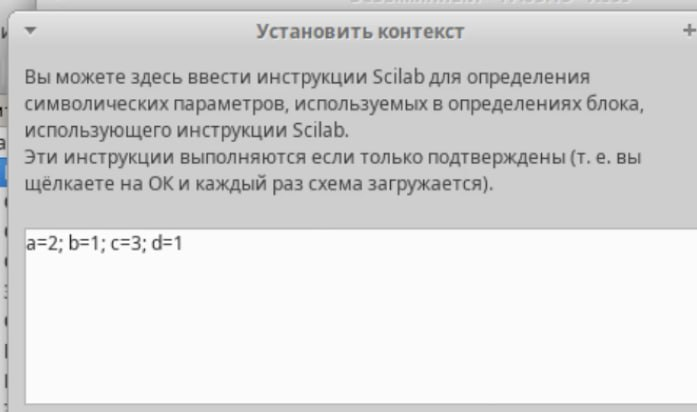 Установить контекст
Вы можете здесь ввести инструкции Scilab для определения
символических параметров, используемых в определениях блока,
использующего инструкции Scilab.
Эти инструкции выполняются если только подтверждены (т. е. вы
щёлкаете на ОК и каждый раз схема загружается).
a=2; b=1; c=3; d=1